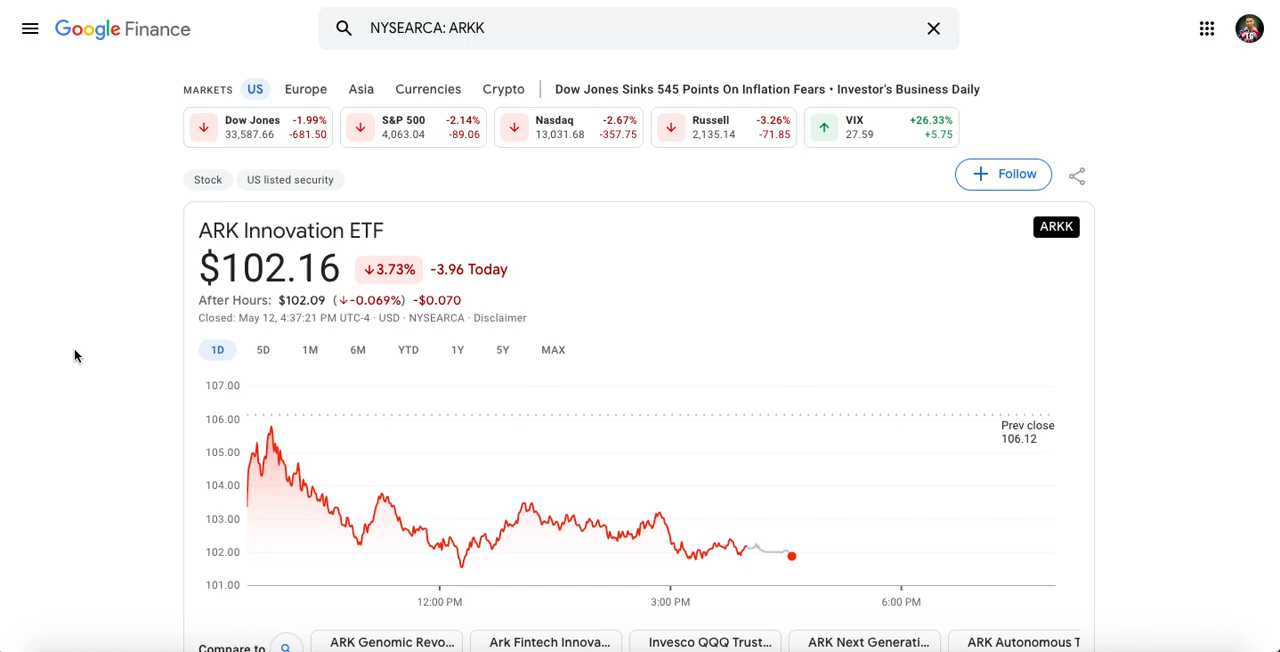 Google Finance
NYSEARCA: ARKK
MARKETS US Europe Asia Currencies Crypto Dow Jones Sinks 545 Points On Inflation Fears • Investor's Business Daily
Dow Jones -1.99%
33,587.66 -681.50
S&P 500 -2.14%
4,063.04 -89.06
Nasdaq -2.67%
13,031.68 -357.75
Russell -3.26%
2,135.14 -71.85
VIX +26.33%
27.59 +5.75
Stock US listed security
+ Follow
ARK Innovation ETF
ARKK
$102.16 ↓3.73% -3.96 Today
After Hours: $102.09 (↓-0.069%) -$0.070
Closed: May 12, 4:37:21 PM UTC-4 · USD · NYSEARCA · Disclaimer
1D 5D 1M 6M YTD 1Y 5Y MAX
107.00
106.00
105.00
104.00
103.00
102.00
101.00
Prev close
106.12
12:00 PM 3:00 PM 6:00 PM
Compare to ARK Genomic Revo... Ark Fintech Innova... Invesco QQQ Trust... ARK Next Generati... ARK Autonomous T